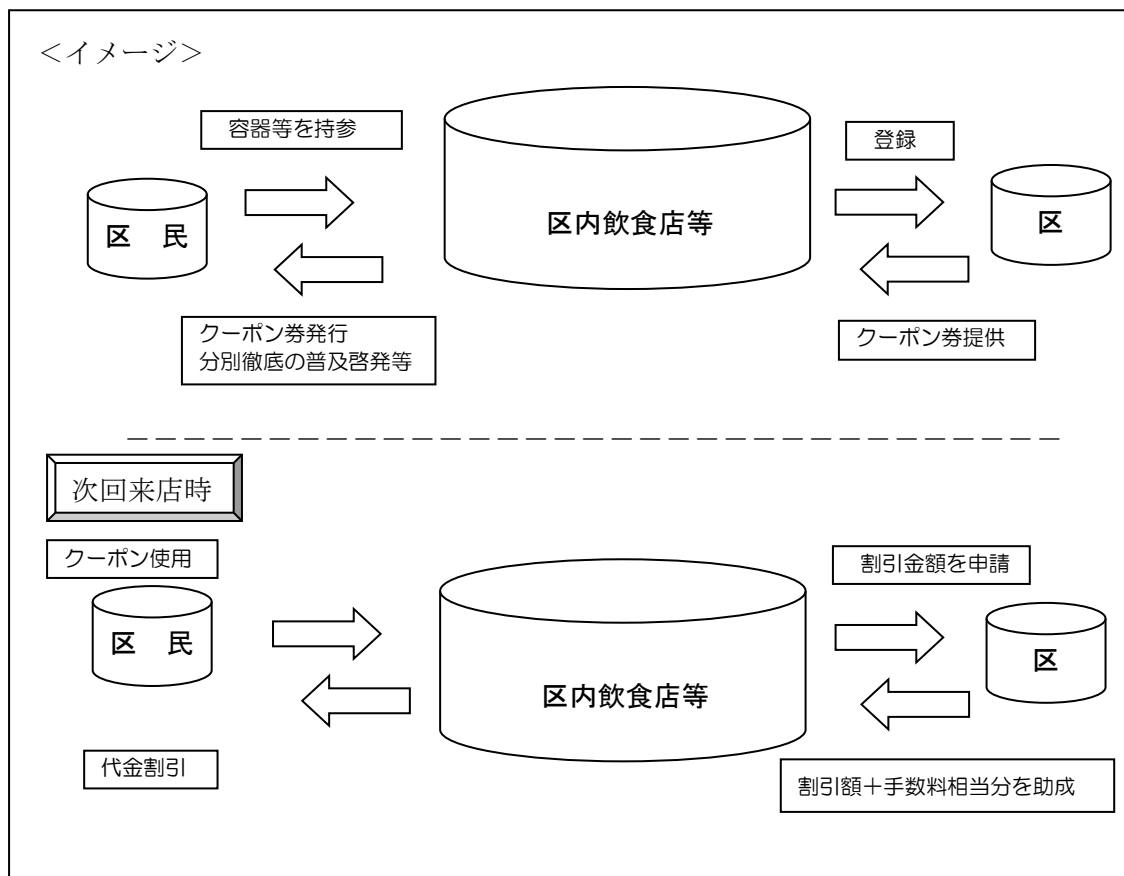 ＜イメージ＞
容器等を持参
登録
区　民
区内飲食店等
区
クーポン券発行
分別徹底の普及啓発等
クーポン券提供
次回来店時
クーポン使用
割引金額を申請
区　民
区内飲食店等
区
代金割引
割引額＋手数料相当分を助成